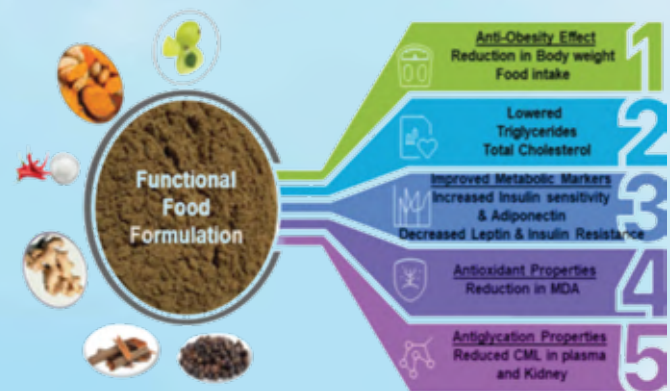 Functional
Food
Formulation
1
Anti-Obesity Effect
Reduction in Body weight
Food intake
2
Lowered
Triglycerides
Total Cholesterol
3
Improved Metabolic Markers
Increased Insulin sensitivity
& Adiponectin
Decreased Leptin & Insulin Resistance
4
Antioxidant Properties
Reduction in MDA
5
Antiglycation Properties
Reduced CML in plasma
and Kidney